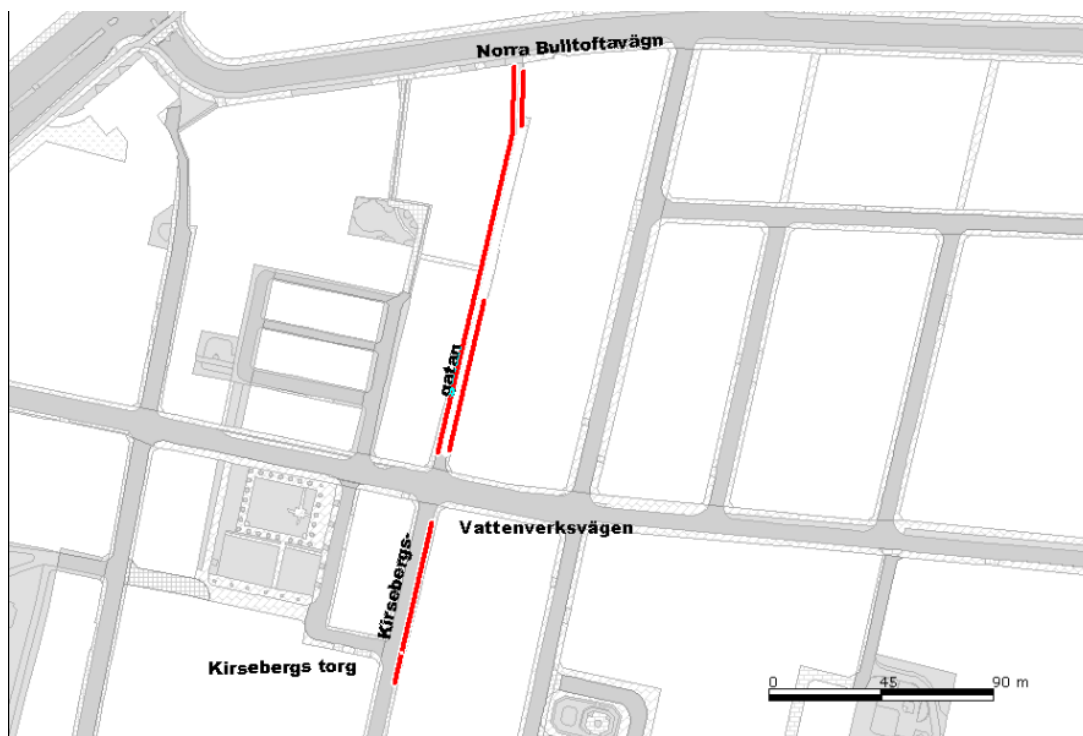 Norra Bulltoftavägn
gatan
Vattenverksvägen
Kirsebergs-
Kirsebergs torg
0 45 90 m